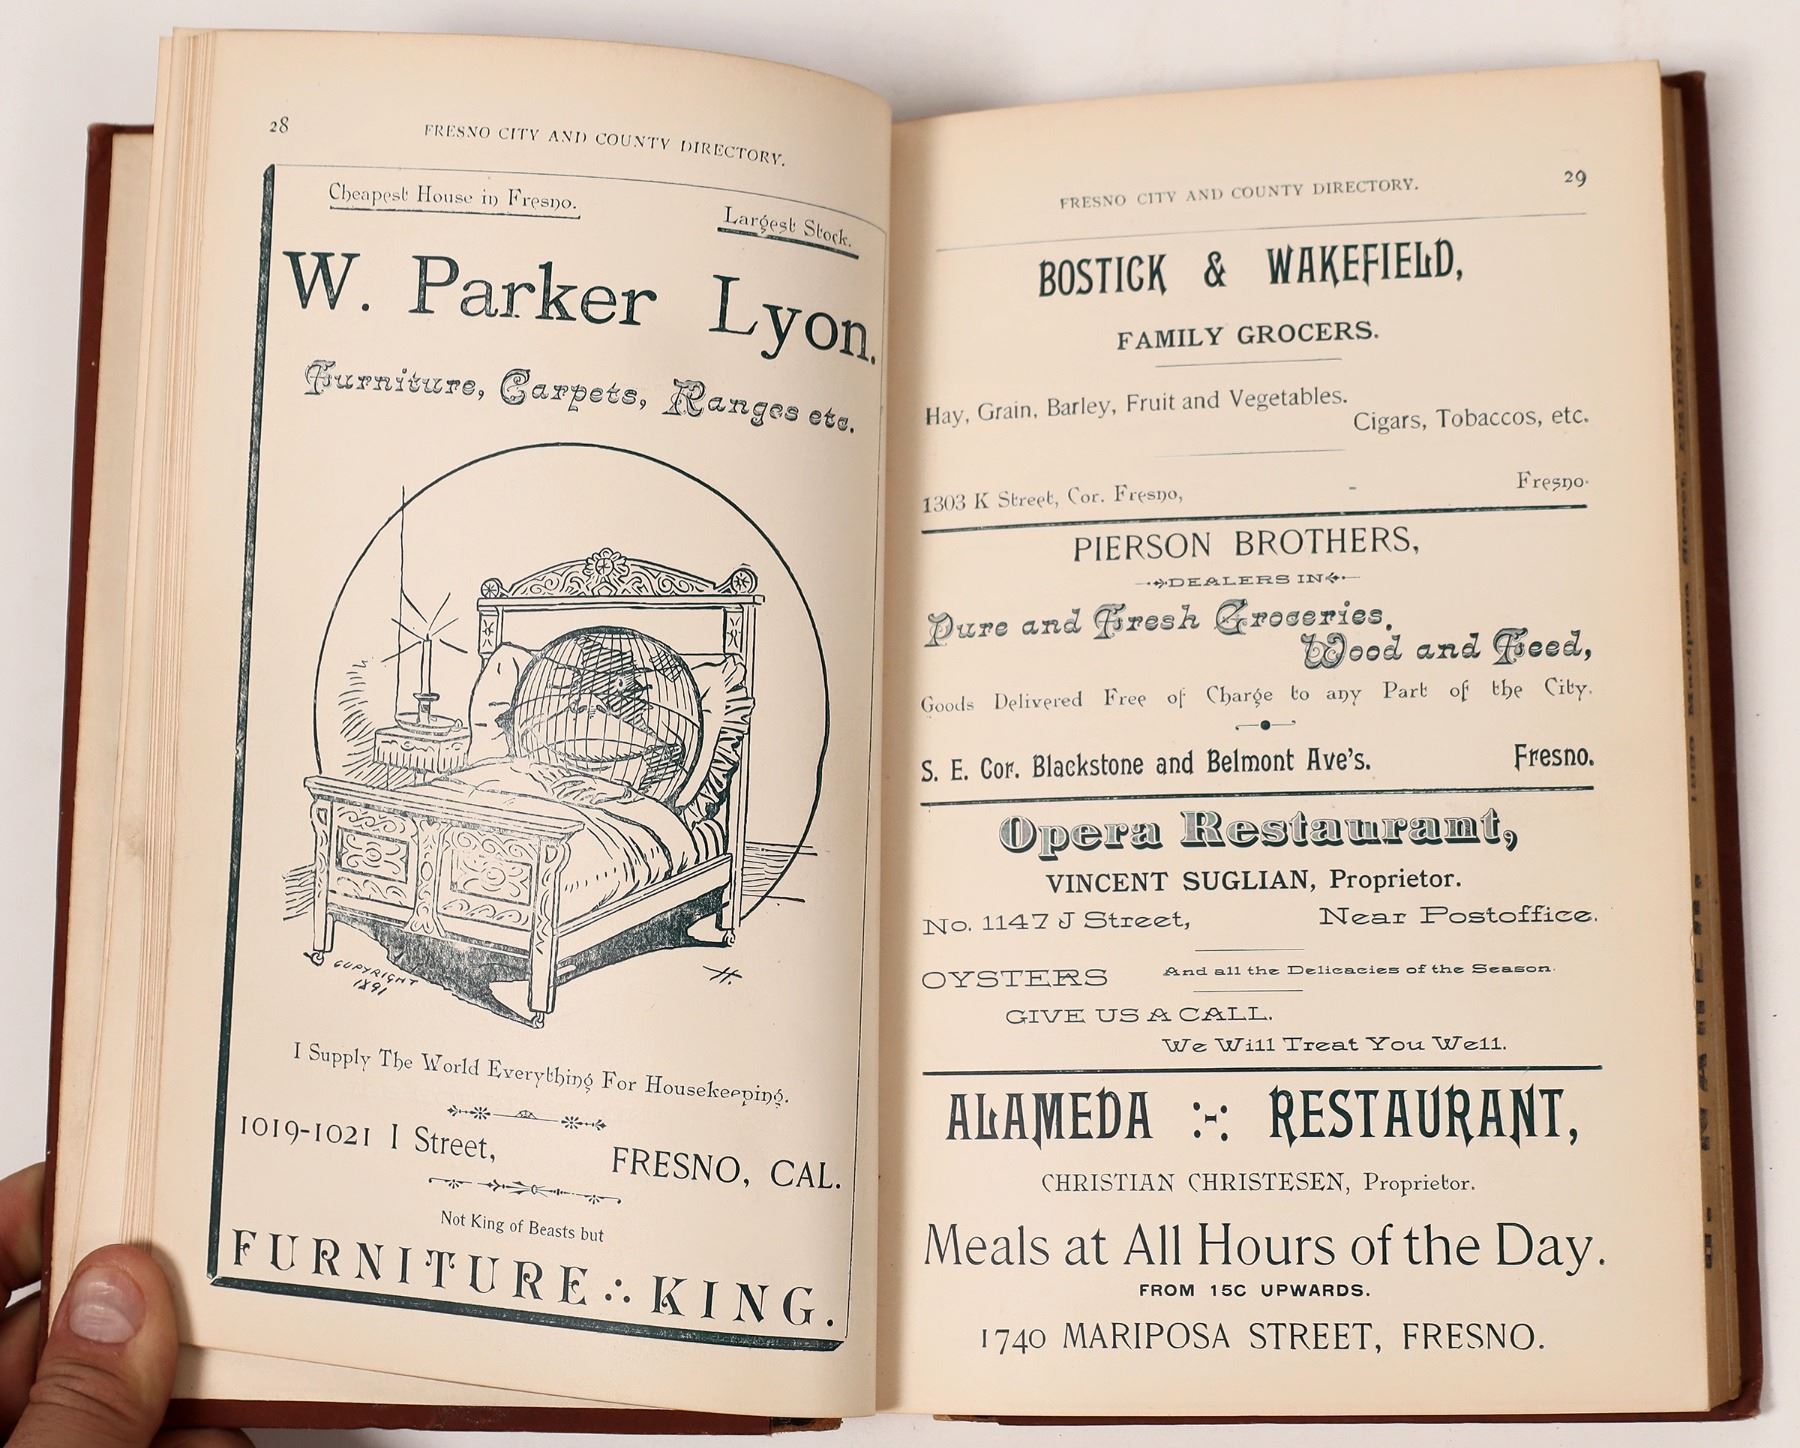 28
FRESNO CITY AND COUNTY DIRECTORY.
Cheapest House in Fresno.
Largest Stock.
W. Parker Lyon.
Furniture, Carpets, Ranges etc.
COPYRIGHT
1891
H.
I Supply The World Everything For Housekeeping.
1019-1021 I Street,
FRESNO, CAL.
Not King of Beasts but
FURNITURE KING.
FRESNO CITY AND COUNTY DIRECTORY.
29
BOSTICK & WAKEFIELD,
FAMILY GROCERS.
Hay, Grain, Barley, Fruit and Vegetables.
Cigars, Tobaccos, etc.
1303 K Street, Cor. Fresno, - Fresno.
PIERSON BROTHERS,
DEALERS IN
Pure and Fresh Groceries,
Wood and Feed,
Goods Delivered Free of Charge to any Part of the City.
S. E. Cor. Blackstone and Belmont Ave's. Fresno.
Opera Restaurant,
VINCENT SUGLIAN, Proprietor.
No. 1147 J Street, Near Postoffice.
OYSTERS And all the Delicacies of the Season.
GIVE US A CALL.
We Will Treat You Well.
ALAMEDA RESTAURANT,
CHRISTIAN CHRISTESEN, Proprietor.
Meals at All Hours of the Day.
FROM 15C UPWARDS.
1740 MARIPOSA STREET, FRESNO.